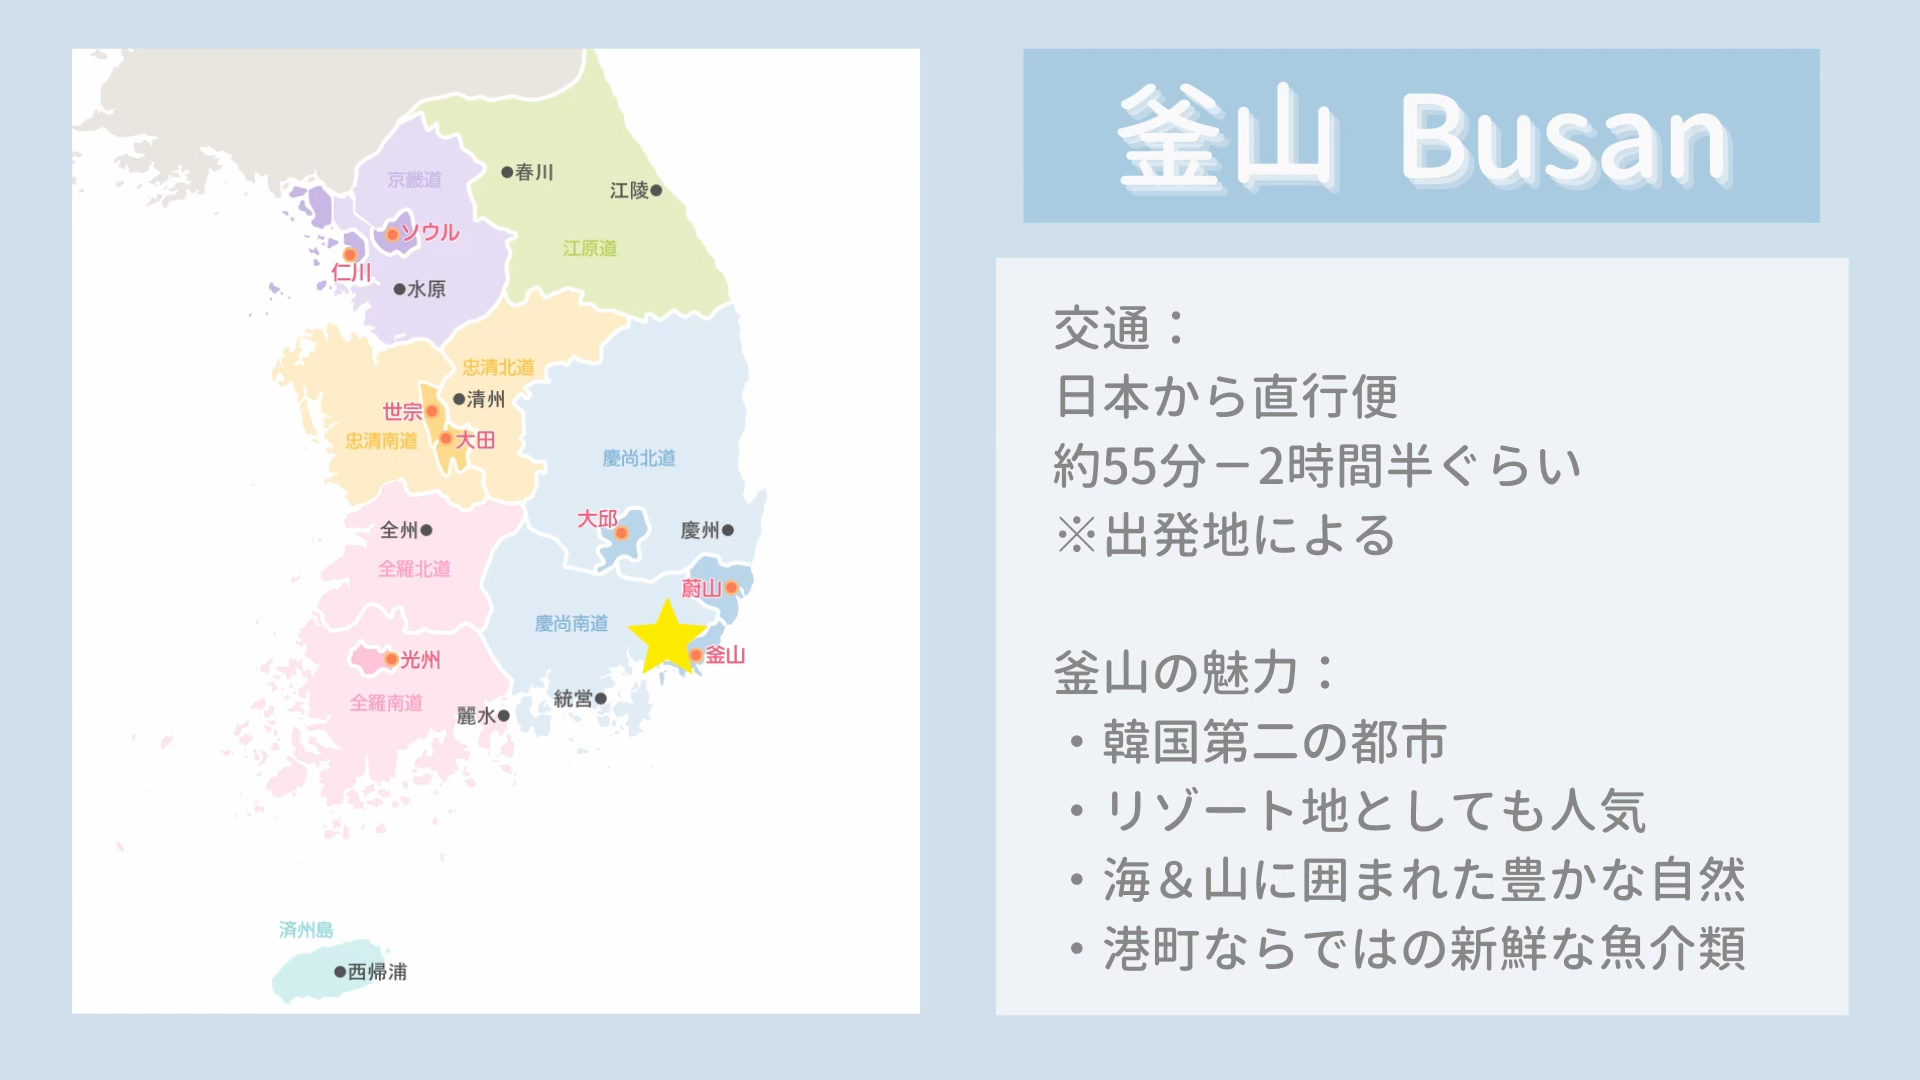 釜山 Busan
京畿道
春川
江陵
ソウル
江原道
仁川
水原
忠清北道
清州
世宗
忠清南道
大田
慶尚北道
大邱
全州
慶州
全羅北道
蔚山
慶尚南道
釜山
光州
全羅南道
統営
麗水
済州島
西帰浦
交通：
日本から直行便
約55分－2時間半ぐらい
※出発地による
釜山の魅力：
・韓国第二の都市
・リゾート地としても人気
・海＆山に囲まれた豊かな自然
・港町ならではの新鮮な魚介類